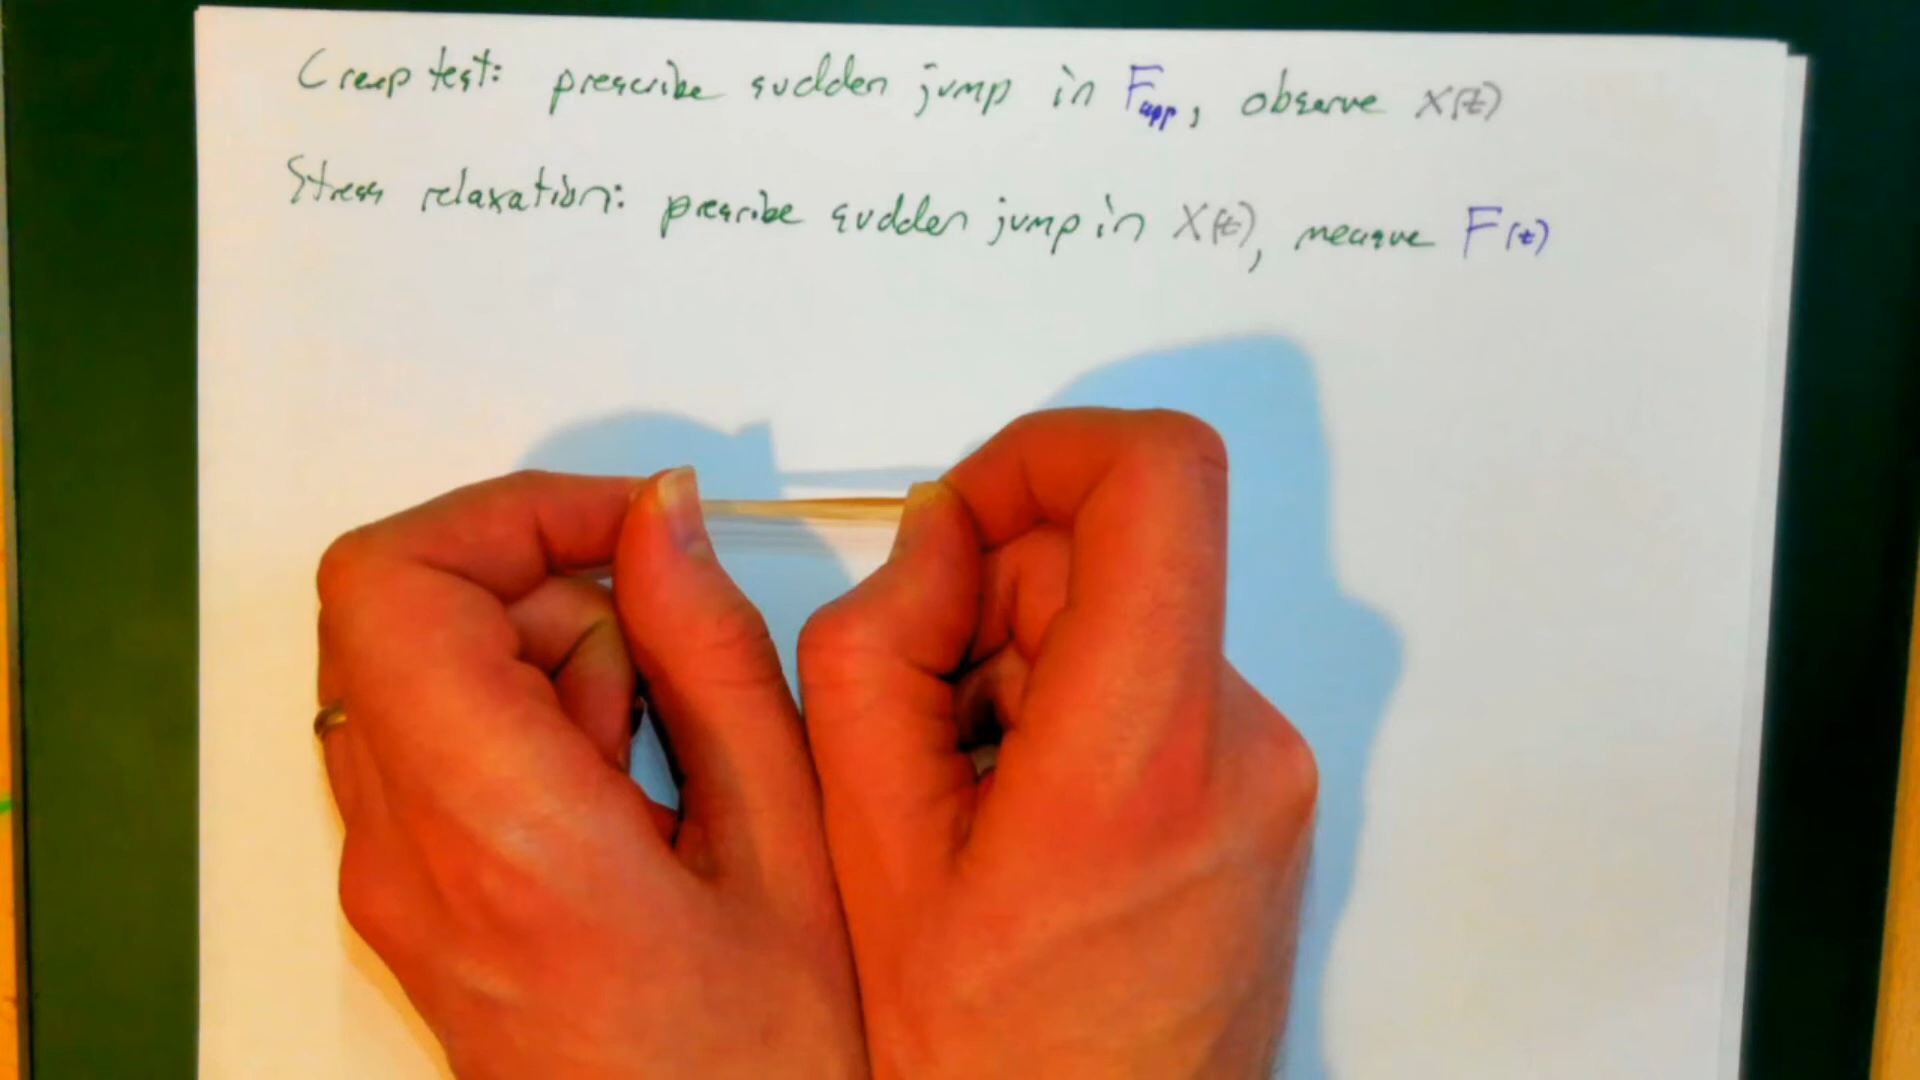 Creep test: prescribe sudden jump in Fapp, observe x(t)
Stress relaxation: prescribe sudden jump in X(t), measure F(t)